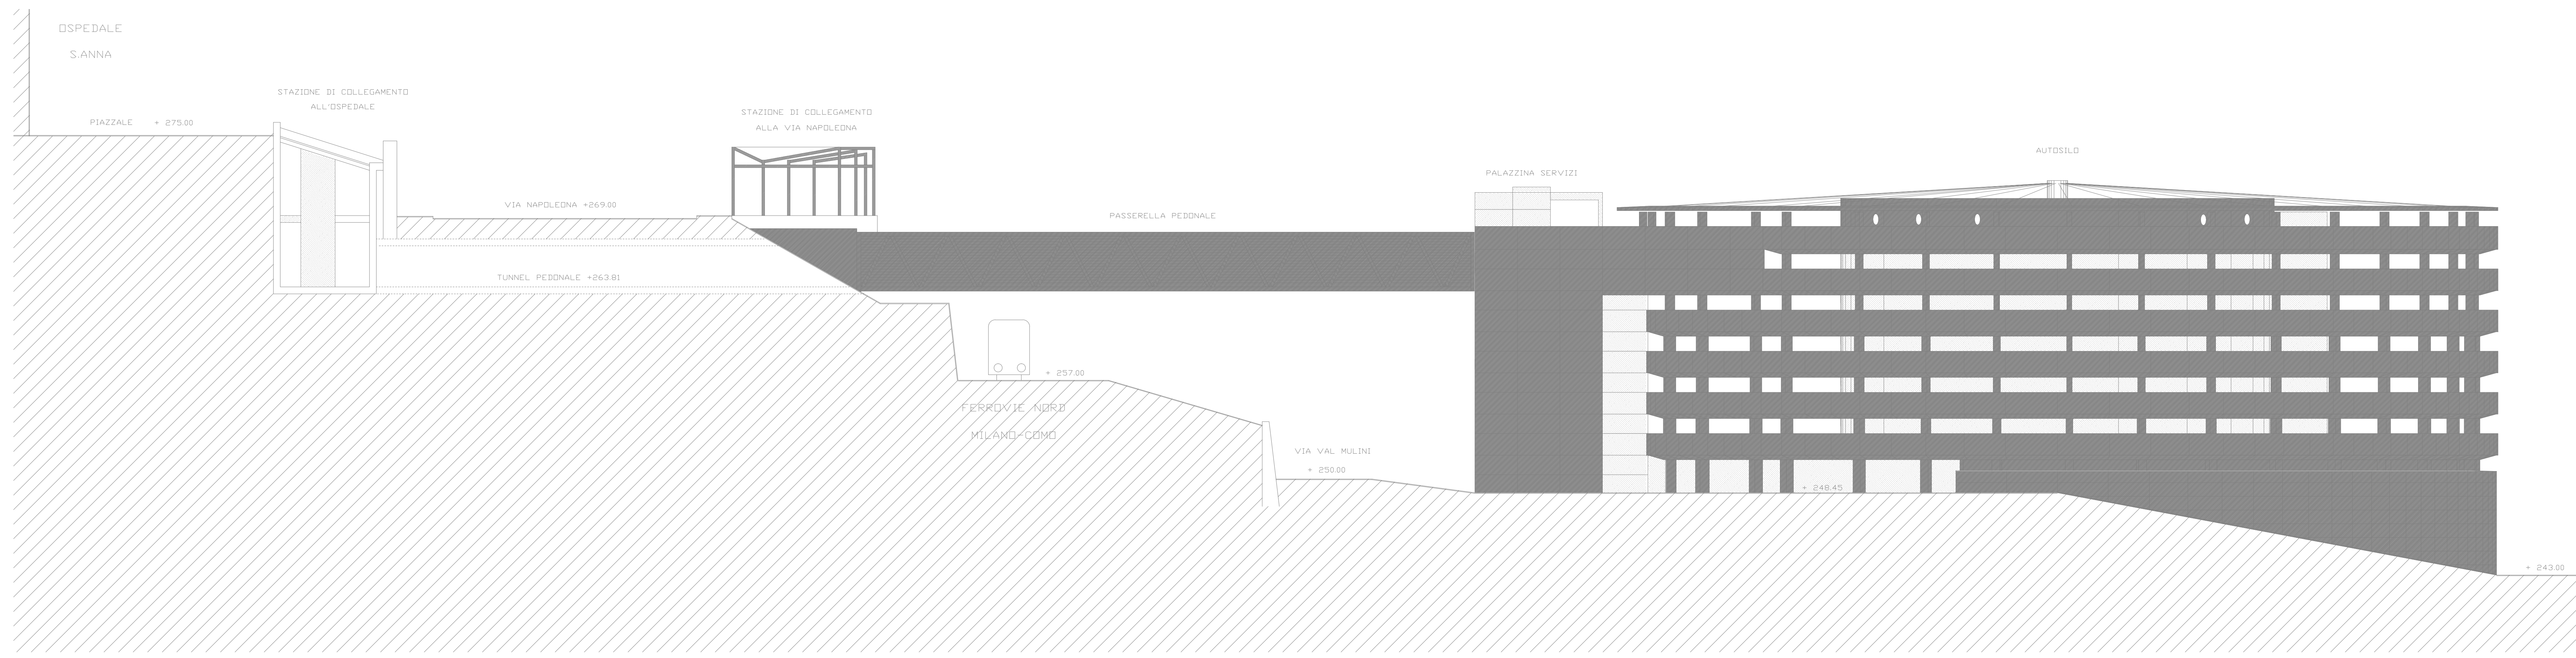 OSPEDALE
S.ANNA
STAZIONE DI COLLEGAMENTO
ALL'OSPEDALE
PIAZZALE + 275.00
STAZIONE DI COLLEGAMENTO
ALLA VIA NAPOLEONA
VIA NAPOLEONA +269.00
TUNNEL PEDONALE +263.81
PASSERELLA PEDONALE
+ 257.00
FERROVIE NORD
MILANO-COMO
VIA VAL MULINI
+ 250.00
PALAZZINA SERVIZI
AUTOSILO
+ 248.45
+ 243.00